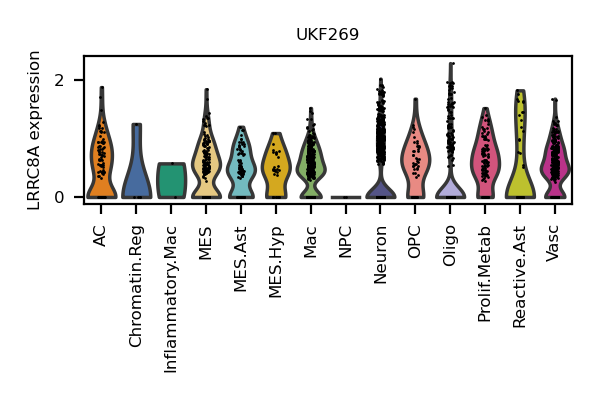 UKF269
LRRC8A expression
2
0
AC
Chromatin.Reg
Inflammatory.Mac
MES
MES.Ast
MES.Hyp
Mac
NPC
Neuron
OPC
Oligo
Prolif.Metab
Reactive.Ast
Vasc